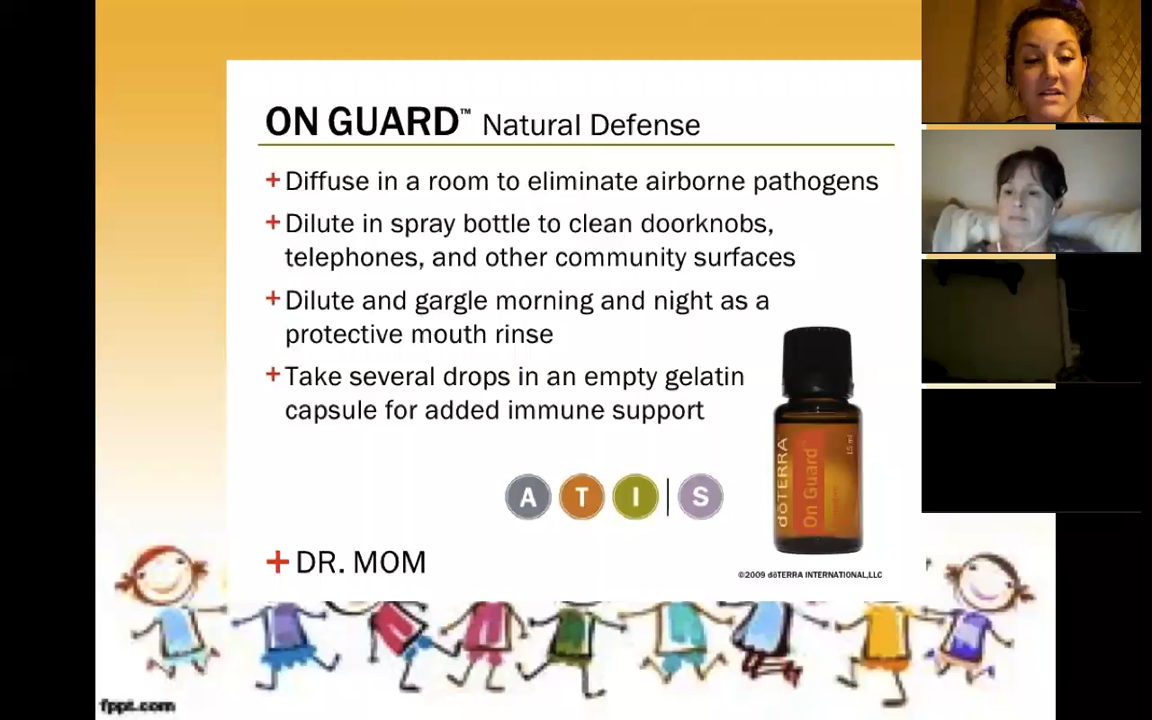 ON GUARD™ Natural Defense
+ Diffuse in a room to eliminate airborne pathogens
+ Dilute in spray bottle to clean doorknobs,
telephones, and other community surfaces
+ Dilute and gargle morning and night as a
protective mouth rinse
+ Take several drops in an empty gelatin
capsule for added immune support
dōTERRA
On Guard
15 ml
A T I | S
+ DR. MOM
©2009 dōTERRA INTERNATIONAL,LLC
fppt.com